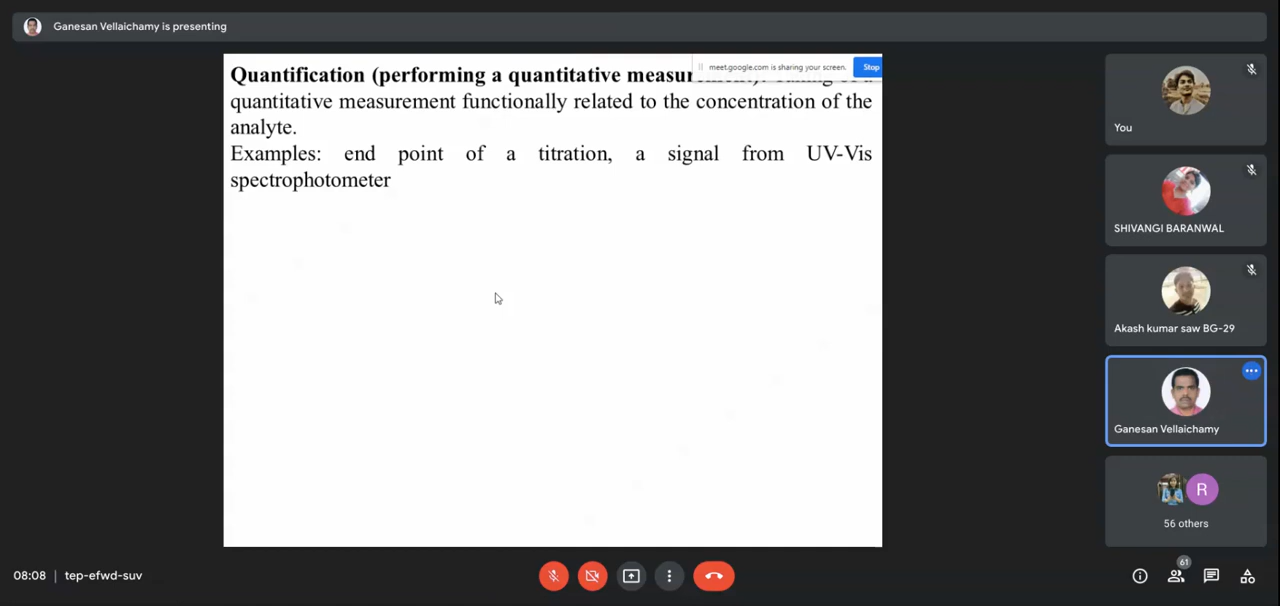 Ganesan Vellaichamy is presenting
meet.google.com is sharing your screen. Stop
Quantification (performing a quantitative
quantitative measurement functionally related to the concentration of the
analyte.
Examples: end point of a titration, a signal from UV-Vis
spectrophotometer
You
SHIVANGI BARANWAL
Akash kumar saw BG-29
Ganesan Vellaichamy
R
56 others
08:08 | tep-efwd-suv
61